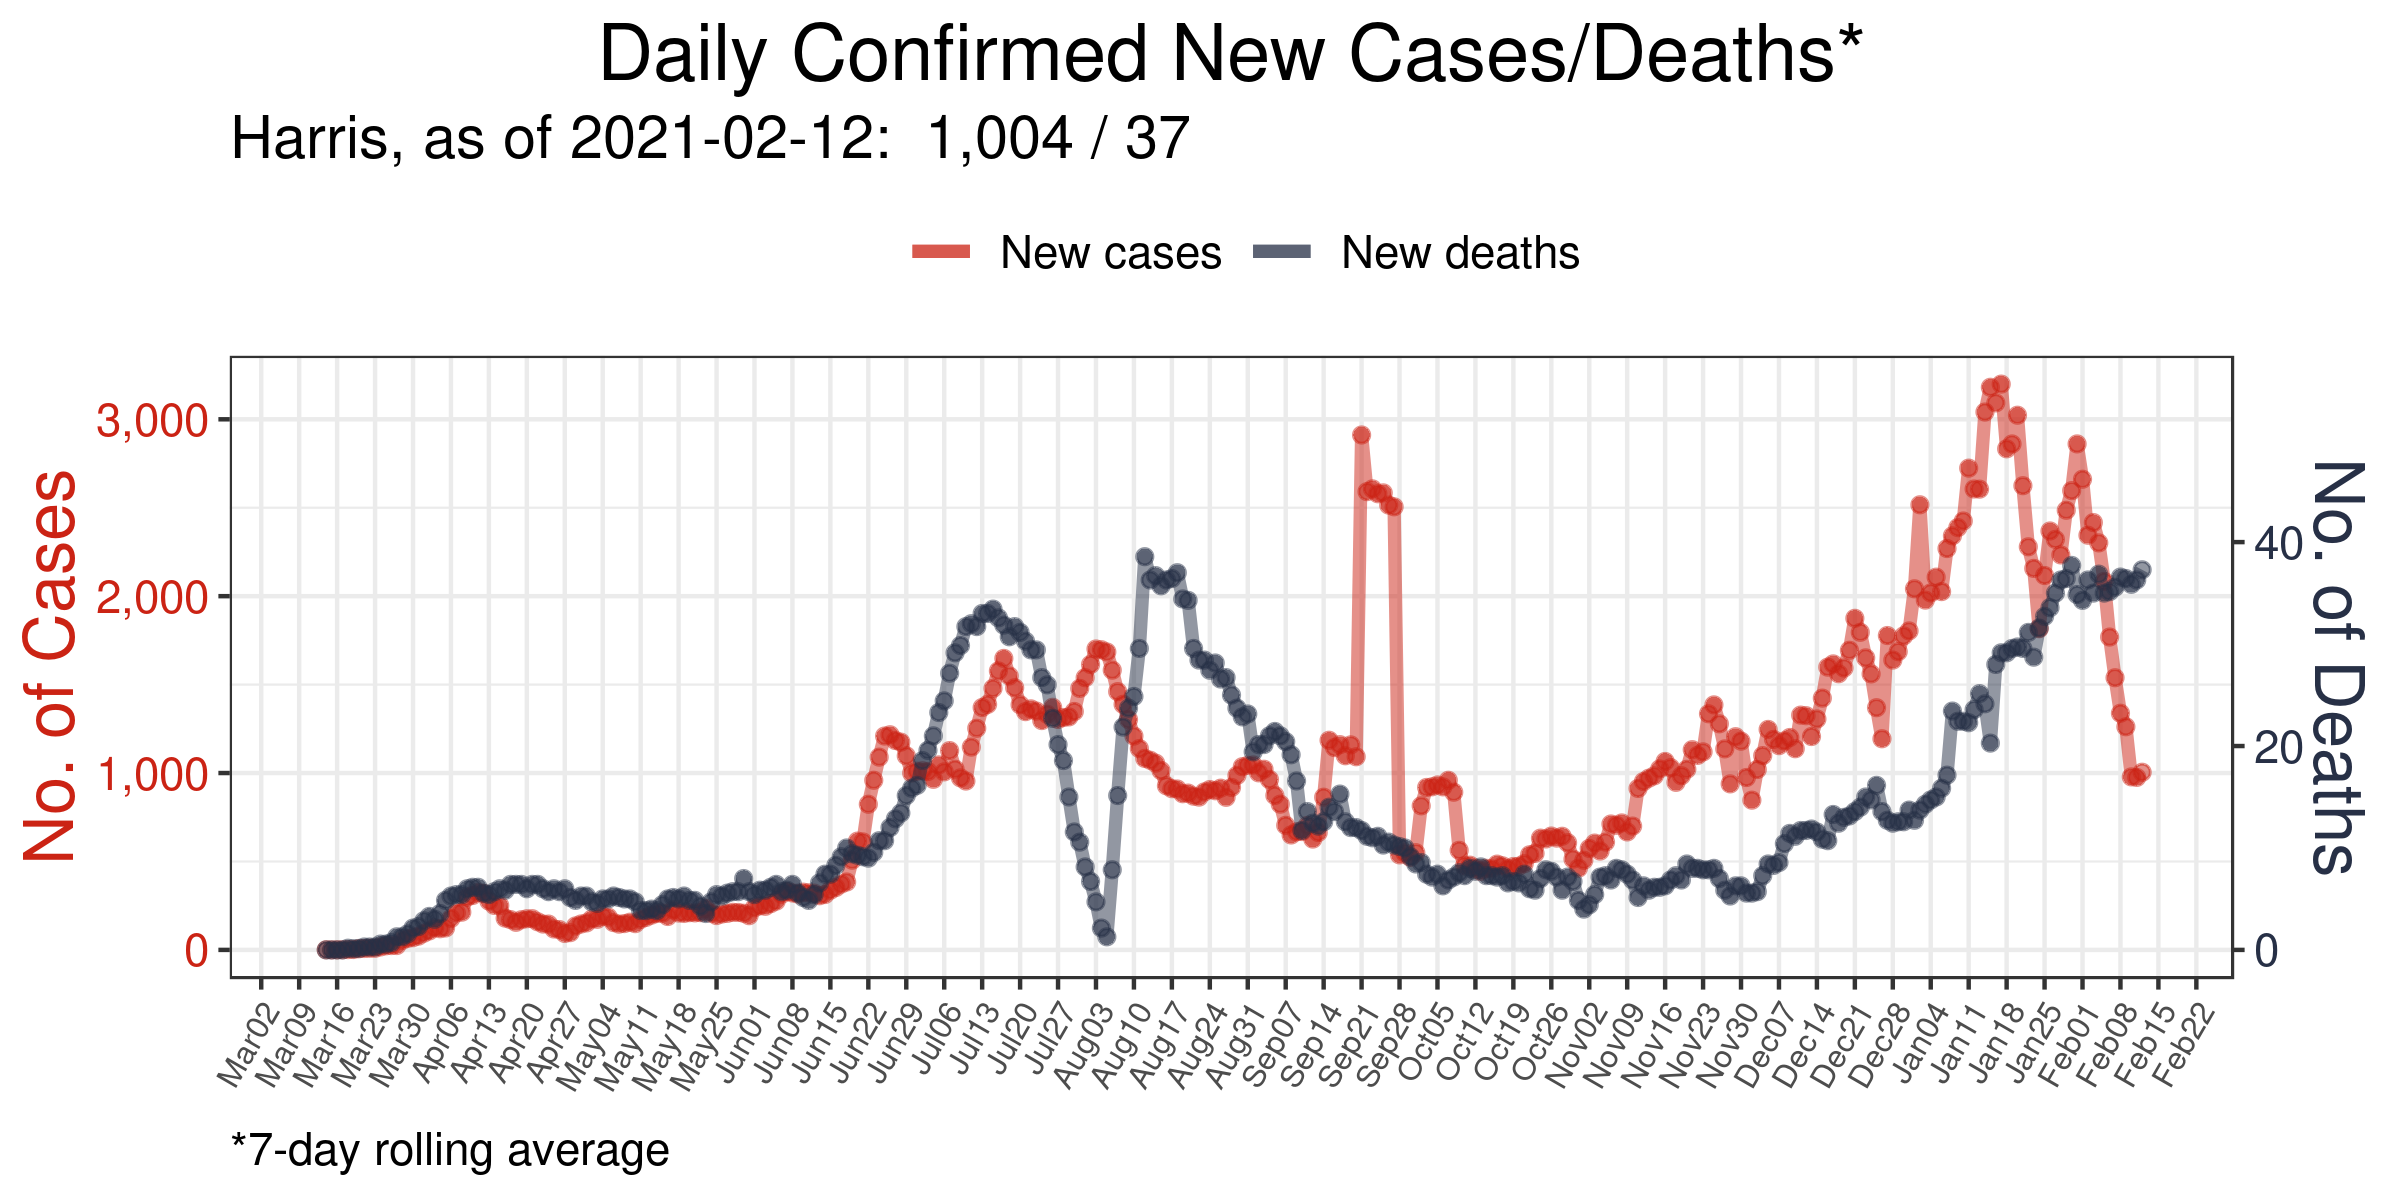 Daily Confirmed New Cases/Deaths*
Harris, as of 2021-02-12:  1,004 / 37
New cases
New deaths
No. of Cases
3,000
2,000
1,000
0
No. of Deaths
40
20
0
Mar02
Mar09
Mar16
Mar23
Mar30
Apr06
Apr13
Apr20
Apr27
May04
May11
May18
May25
Jun01
Jun08
Jun15
Jun22
Jun29
Jul06
Jul13
Jul20
Jul27
Aug03
Aug10
Aug17
Aug24
Aug31
Sep07
Sep14
Sep21
Sep28
Oct05
Oct12
Oct19
Oct26
Nov02
Nov09
Nov16
Nov23
Nov30
Dec07
Dec14
Dec21
Dec28
Jan04
Jan11
Jan18
Jan25
Feb01
Feb08
Feb15
Feb22
*7-day rolling average